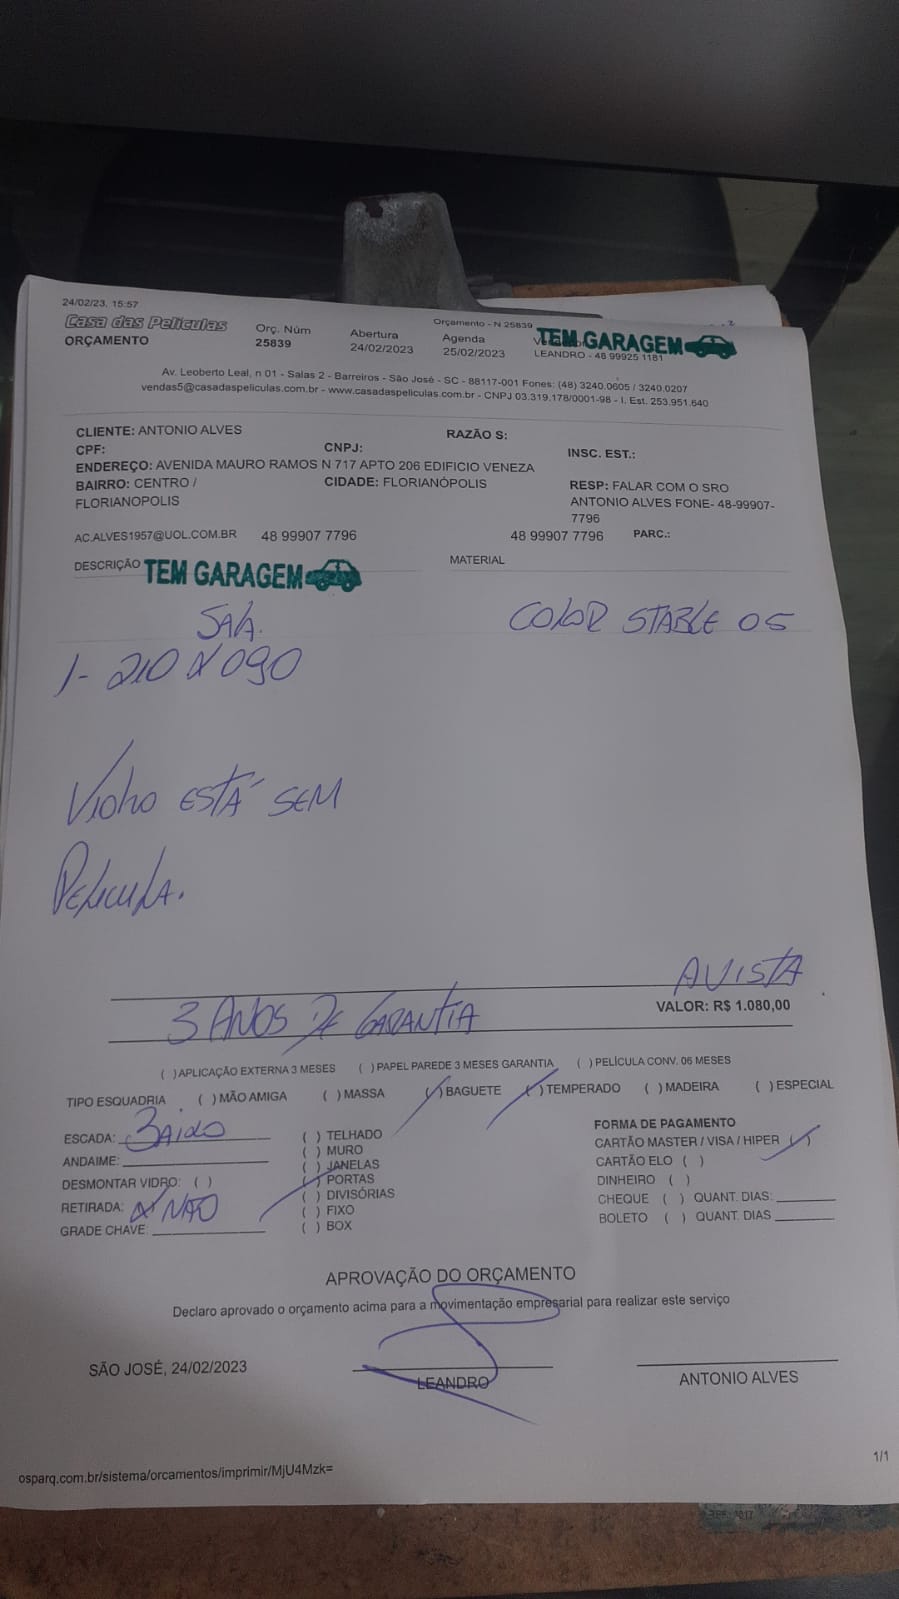 24/02/23, 15:57
Orçamento - N 25839
Casa das Películas
ORÇAMENTO
Orç. Núm
25839
Abertura
24/02/2023
Agenda
25/02/2023
TEM GARAGEM
LEANDRO - 48 99925 1181
Av. Leoberto Leal, n 01 - Salas 2 - Barreiros - São José - SC - 88117-001 Fones: (48) 3240.0605 / 3240.0207
vendas5@casadaspeliculas.com.br - www.casadaspeliculas.com.br - CNPJ 03.319.178/0001-98 - I. Est. 253.951.640
CLIENTE: ANTONIO ALVES
RAZÃO S:
CPF:
CNPJ:
INSC. EST.:
ENDEREÇO: AVENIDA MAURO RAMOS N 717 APTO 206 EDIFICIO VENEZA
BAIRRO: CENTRO /
FLORIANOPOLIS
CIDADE: FLORIANÓPOLIS
RESP: FALAR COM O SRO
ANTONIO ALVES FONE- 48-99907-
7796
AC.ALVES1957@UOL.COM.BR
48 99907 7796
48 99907 7796
PARC.:
DESCRIÇÃO
TEM GARAGEM
MATERIAL
SALA.
COLOR STABLE 05
1- 210 X 090
VIDRO ESTÁ SEM
PELICULA.
AVISTA
VALOR: R$ 1.080,00
3 ANOS DE GARANTIA
( )APLICAÇÃO EXTERNA 3 MESES ( )PAPEL PAREDE 3 MESES GARANTIA ( )PELÍCULA CONV. 06 MESES
TIPO ESQUADRIA ( )MÃO AMIGA ( )MASSA (/)BAGUETE (/)TEMPERADO ( )MADEIRA ( )ESPECIAL
ESCADA:
ANDAIME:
DESMONTAR VIDRO: ( )
RETIRADA: X NÃO
GRADE CHAVE:
( ) TELHADO
( ) MURO
( ) JANELAS
(/) PORTAS
( ) DIVISÓRIAS
( ) FIXO
( ) BOX
FORMA DE PAGAMENTO
CARTÃO MASTER / VISA / HIPER (/)
CARTÃO ELO ( )
DINHEIRO ( )
CHEQUE ( ) QUANT. DIAS:
BOLETO ( ) QUANT. DIAS
APROVAÇÃO DO ORÇAMENTO
Declaro aprovado o orçamento acima para a movimentação empresarial para realizar este serviço
SÃO JOSÉ, 24/02/2023
LEANDRO
ANTONIO ALVES
1/1
osparq.com.br/sistema/orcamentos/imprimir/MjU4Mzk=